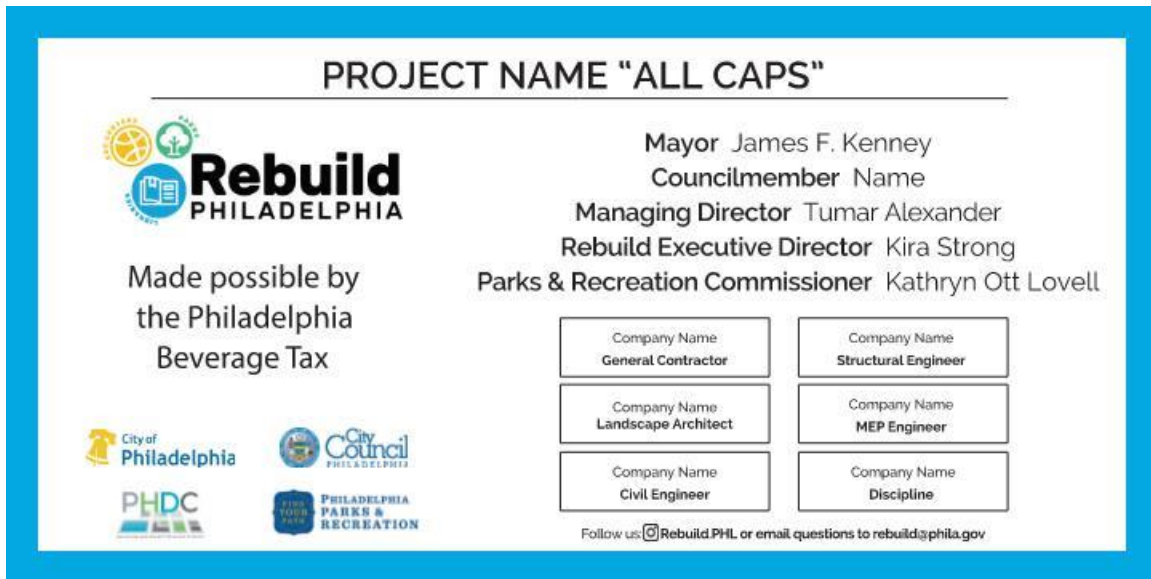 PROJECT NAME “ALL CAPS”
Rebuild
PHILADELPHIA
Made possible by
the Philadelphia
Beverage Tax
City of
Philadelphia
City
Council
PHILADELPHIA
PHDC
FIND
YOUR
PATH
PHILADELPHIA
PARKS &
RECREATION
Mayor James F. Kenney
Councilmember Name
Managing Director Tumar Alexander
Rebuild Executive Director Kira Strong
Parks & Recreation Commissioner Kathryn Ott Lovell
Company Name
General Contractor
Company Name
Structural Engineer
Company Name
Landscape Architect
Company Name
MEP Engineer
Company Name
Civil Engineer
Company Name
Discipline
Follow us: Rebuild.PHL or email questions to rebuild@phila.gov